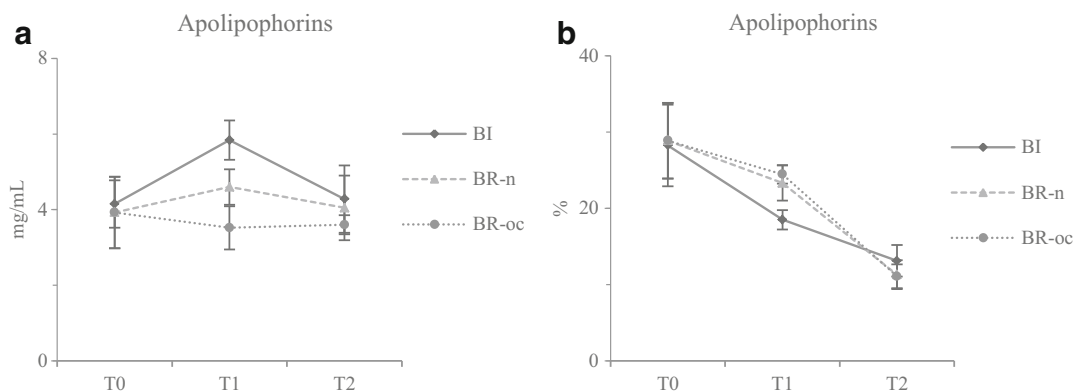 a
Apolipophorins
8
4
0
mg/mL
T0 T1 T2
BI
BR-n
BR-oc
b
Apolipophorins
40
20
0
%
T0 T1 T2
BI
BR-n
BR-oc